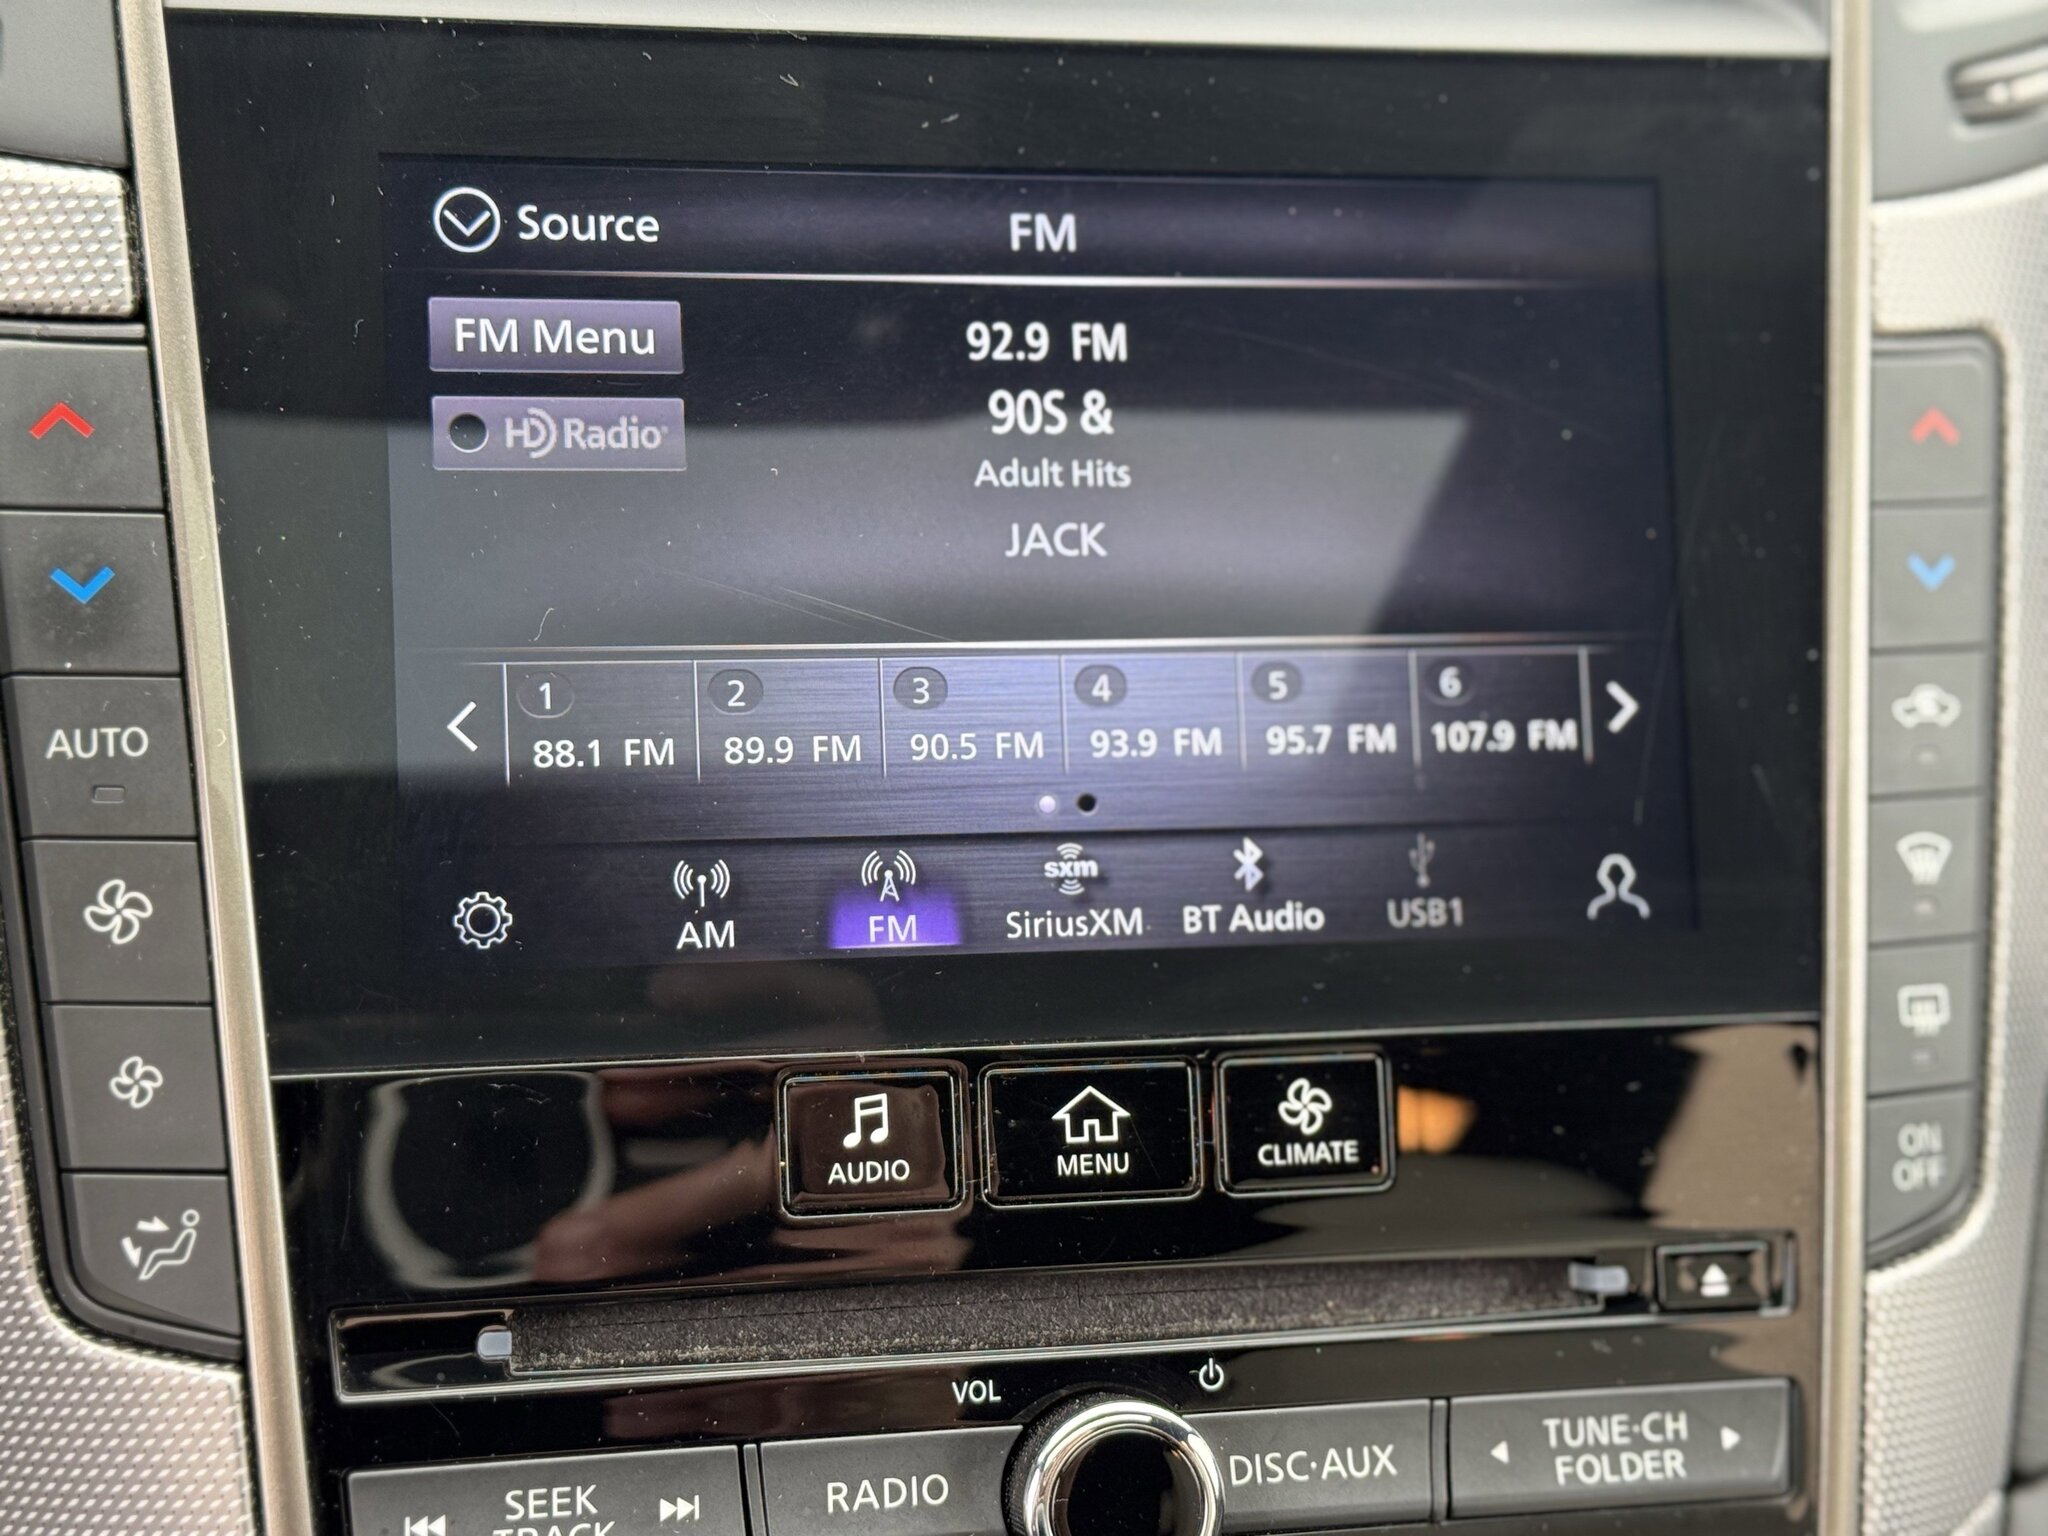 Source
FM
FM Menu
92.9 FM
HD Radio
90S &
Adult Hits
JACK
1
2
3
4
5
6
88.1 FM
89.9 FM
90.5 FM
93.9 FM
95.7 FM
107.9 FM
AUTO
AM
FM
sxm
SiriusXM
BT Audio
USB1
AUDIO
MENU
CLIMATE
ON
OFF
VOL
SEEK
TRACK
RADIO
DISC·AUX
TUNE·CH
FOLDER